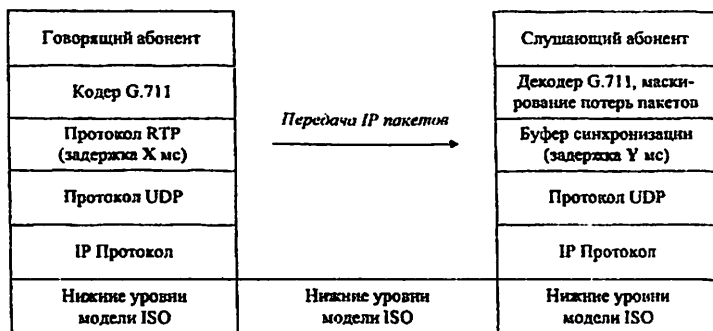 Говорящий абонент
Слушающий абонент
Кодер G.711
Декодер G.711, маски-
рование потерь пакетов
Передача IP пакетов
Протокол RTP
(задержка X мс)
Буфер синхронизации
(задержка Y мс)
Протокол UDP
Протокол UDP
IP Протокол
IP Протокол
Нижние уровни
модели ISO
Нижние уровни
модели ISO
Нижние уровни
модели ISO